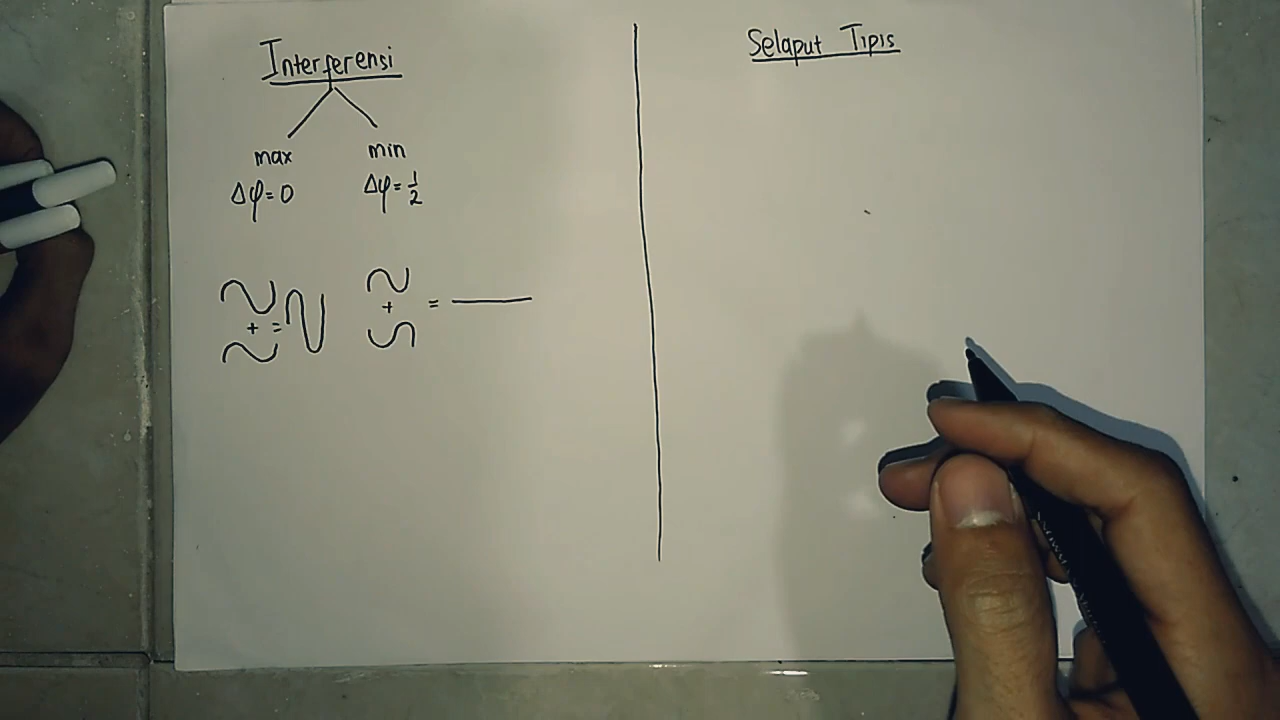 Interferensi
max
min
Δφ=0
Δφ=½
+
=
+
=
Selaput Tipis